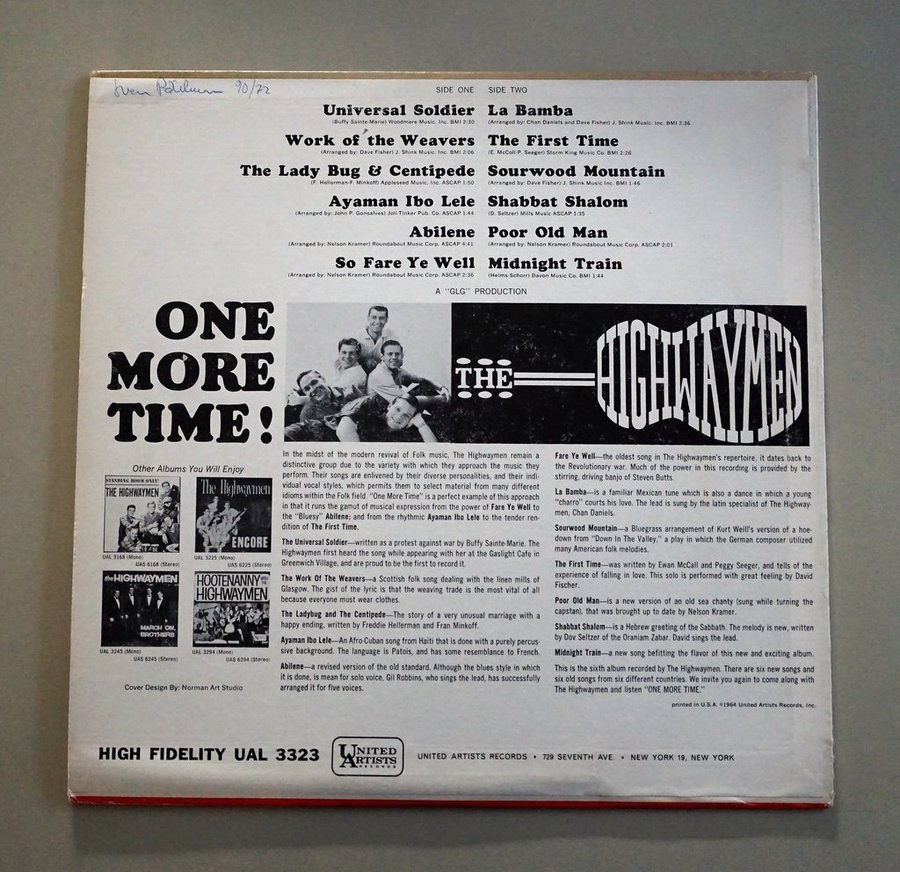 Sven 90/72
SIDE ONE
Universal Soldier
(Buffy Sainte-Marie) Woodmere Music. Inc. BMI 2:30
Work of the Weavers
(Arranged by: Dave Fisher) J. Shink Music. Inc. BMI 2:06
The Lady Bug & Centipede
(F. Hellerman-F. Minkoff) Appleseed Music, Inc. ASCAP 1:50
Ayaman Ibo Lele
(Arranged by: John P. Gonsalves) Joli-Tinker Pub. Co. ASCAP 1:44
Abilene
(Arranged by: Nelson Kramer) Roundabout Music Corp. ASCAP 4:41
So Fare Ye Well
(Arranged by: Nelson Kramer) Roundabout Music Corp. ASCAP 2:36
SIDE TWO
La Bamba
(Arranged by: Chan Daniels and Dave Fisher) J. Shink Music, Inc. BMI 2:36
The First Time
(E. McColl P. Seeger) Storm King Music Co. BMI 2:26
Sourwood Mountain
(Arranged by: Dave Fisher) J. Shink Music Inc. BMI 1:46
Shabbat Shalom
(D. Seltzer) Mills Music ASCAP 1:35
Poor Old Man
(Arranged by: Nelson Kramer) Roundabout Music Corp. ASCAP 2:01
Midnight Train
(Helms-Schorr) Davon Music Co. BMI 1:44
A "GLG" PRODUCTION
ONE
MORE
TIME!
THE HIGHWAYMEN
Other Albums You Will Enjoy
STANDING ROOM ONLY!
THE HIGHWAYMEN
UAL 3168 (Mono)
UAS 6168 (Stereo)
The Highwaymen
ENCORE
UAL 3225 (Mono)
UAS 6225 (Stereo)
the HIGHWAYMEN
MARCH ON,
BROTHERS
UAL 3245 (Mono)
UAS 6245 (Stereo)
HOOTENANNY
HIGHWAYMEN
UAL 3294 (Mono)
UAS 6294 (Stereo)
Cover Design By: Norman Art Studio
In the midst of the modern revival of Folk music, The Highwaymen remain a
distinctive group due to the variety with which they approach the music they
perform. Their songs are enlivened by their diverse personalities, and their indi-
vidual vocal styles, which permits them to select material from many different
idioms within the Folk field. "One More Time" is a perfect example of this approach
in that it runs the gamut of musical expression from the power of Fare Ye Well to
the "Bluesy" Abilene; and from the rhythmic Ayaman Ibo Lele to the tender ren-
dition of The First Time.
The Universal Soldier—written as a protest against war by Buffy Sainte-Marie. The
Highwaymen first heard the song while appearing with her at the Gaslight Cafe in
Greenwich Village, and are proud to be the first to record it.
The Work Of The Weavers—a Scottish folk song dealing with the linen mills of
Glasgow. The gist of the lyric is that the weaving trade is the most vital of all
because everyone must wear clothes.
The Ladybug and The Centipede—The story of a very unusual marriage with a
happy ending, written by Freddie Hellerman and Fran Minkoff.
Ayaman Ibo Lele—An Afro-Cuban song from Haiti that is done with a purely percus-
sive background. The language is Patois, and has some resemblance to French.
Abilene—a revised version of the old standard. Although the blues style in which
it is done, is mean for solo voice, Gil Robbins, who sings the lead, has successfully
arranged it for five voices.
Fare Ye Well—the oldest song in The Highwaymen's repertoire, it dates back to
the Revolutionary war. Much of the power in this recording is provided by the
stirring, driving banjo of Steven Butts.
La Bamba—is a familiar Mexican tune which is also a dance in which a young
"charro" courts his love. The lead is sung by the latin specialist of The Highway-
men, Chan Daniels.
Sourwood Mountain—a Bluegrass arrangement of Kurt Weill's version of a hoe-
down from "Down In The Valley," a play in which the German composer utilized
many American folk melodies.
The First Time—was written by Ewan McCall and Peggy Seeger, and tells of the
experience of falling in love. This solo is performed with great feeling by David
Fischer.
Poor Old Man—is a new version of an old sea chanty (sung while turning the
capstan), that was brought up to date by Nelson Kramer.
Shabbat Shalom—is a Hebrew greeting of the Sabbath. The melody is new, written
by Dov Seltzer of the Oraniam Zabar. David sings the lead.
Midnight Train—a new song befitting the flavor of this new and exciting album.
This is the sixth album recorded by The Highwaymen. There are six new songs and
six old songs from six different countries. We invite you again to come along with
The Highwaymen and listen "ONE MORE TIME."
printed in U.S.A. ©1964 United Artists Records, Inc.
HIGH FIDELITY UAL 3323
UNITED
ARTISTS
RECORDS
UNITED ARTISTS RECORDS • 729 SEVENTH AVE. • NEW YORK 19, NEW YORK